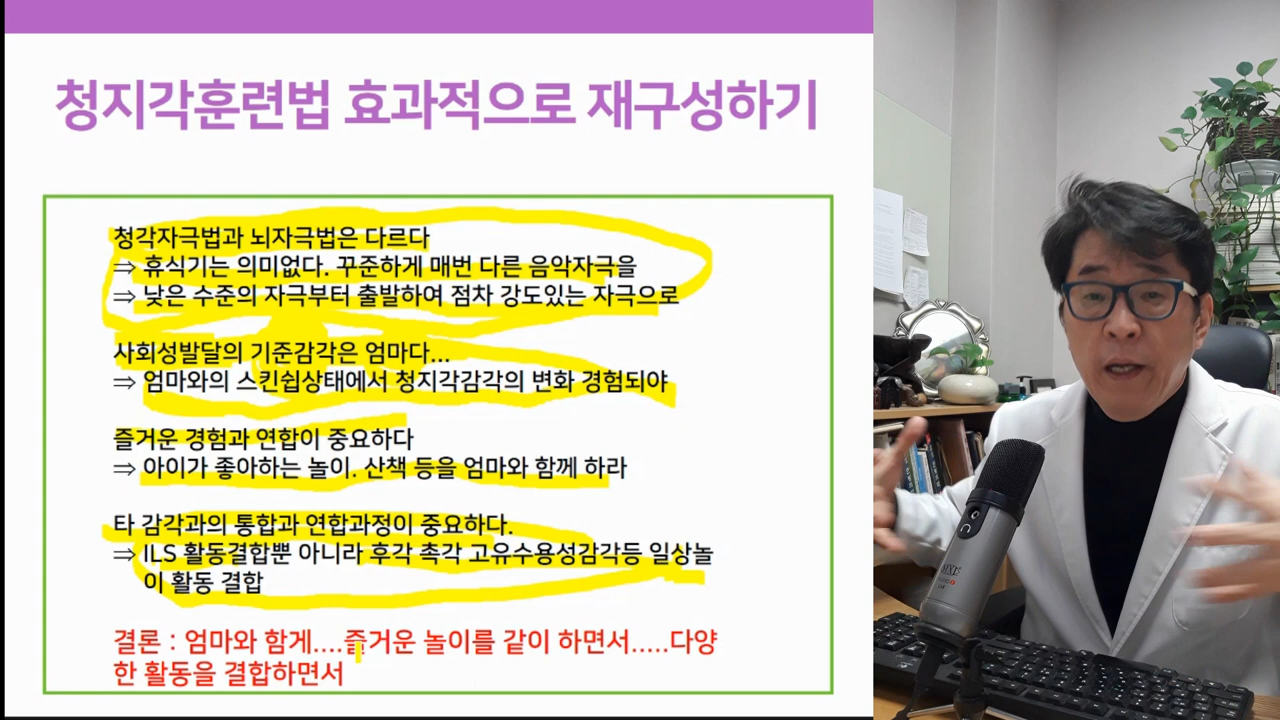 청지각훈련법 효과적으로 재구성하기
청각자극법과 뇌자극법은 다르다
⇒ 휴식기는 의미없다. 꾸준하게 매번 다른 음악자극을
⇒ 낮은 수준의 자극부터 출발하여 점차 강도있는 자극으로
사회성발달의 기준감각은 엄마다...
⇒ 엄마와의 스킨쉽상태에서 청지각감각의 변화 경험되야
즐거운 경험과 연합이 중요하다
⇒ 아이가 좋아하는 놀이. 산책 등을 엄마와 함께 하라
타 감각과의 통합과 연합과정이 중요하다.
⇒ ILS 활동결합뿐 아니라 후각 촉각 고유수용성감각등 일상놀
이 활동 결합
결론 : 엄마와 함게....즐거운 놀이를 같이 하면서.....다양
한 활동을 결합하면서